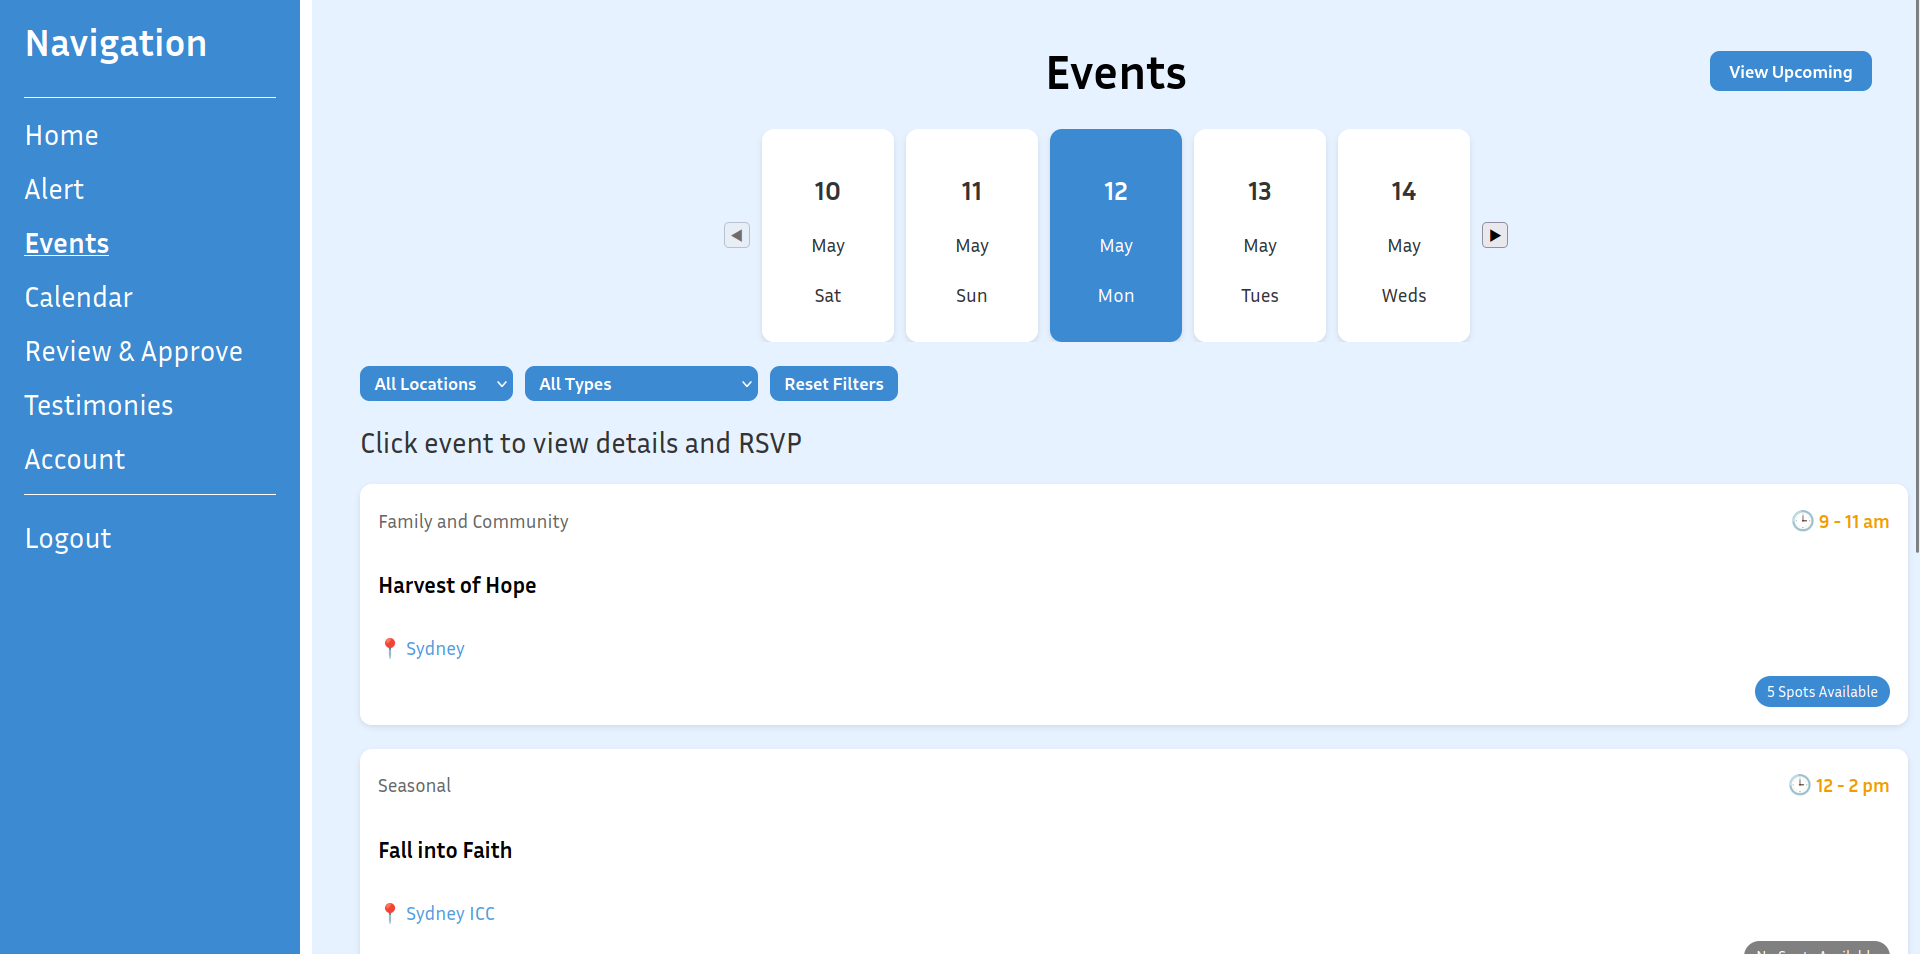 Navigation
Home
Alert
Events
Calendar
Review & Approve
Testimonies
Account
Logout
Events
View Upcoming
10 11 12 13 14
May May May May May
Sat Sun Mon Tues Weds
All Locations All Types Reset Filters
Click event to view details and RSVP
Family and Community 9 - 11 am
Harvest of Hope
Sydney
5 Spots Available
Seasonal 12 - 2 pm
Fall into Faith
Sydney ICC
No Spots Available